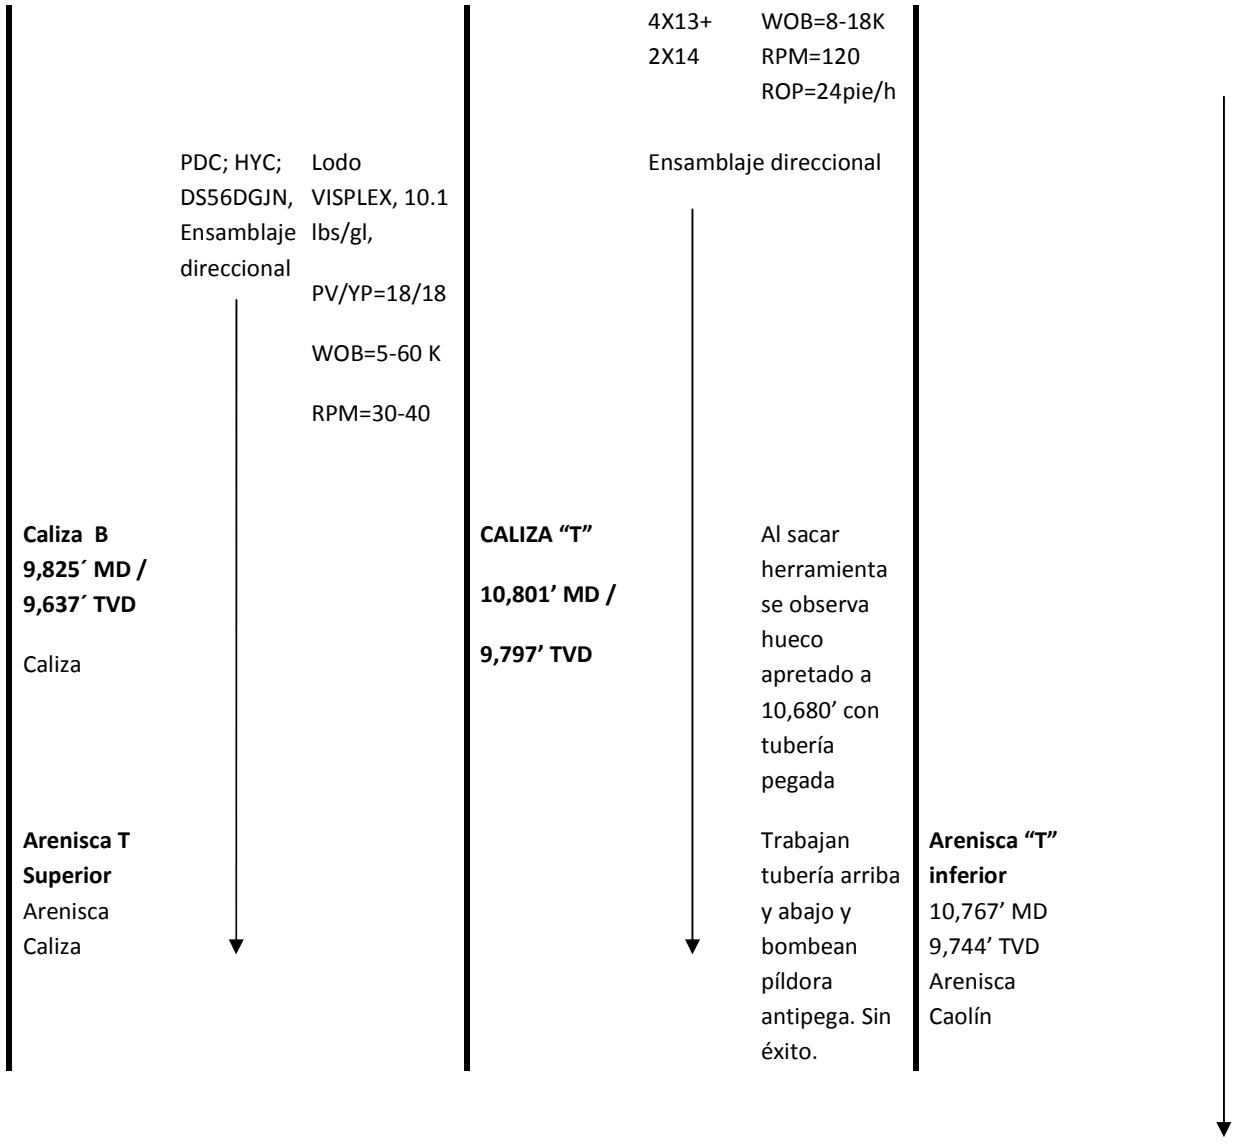 4X13+
2X14
WOB=8-18K
RPM=120
ROP=24pie/h
PDC; HYC;
DS56DGJN,
Ensamblaje
direccional
Lodo
VISPLEX, 10.1
lbs/gl,
PV/YP=18/18
WOB=5-60 K
RPM=30-40
Ensamblaje direccional
Caliza  B
9,825´ MD /
9,637´ TVD
Caliza
CALIZA “T”
10,801’ MD /
9,797’ TVD
Al sacar
herramienta
se observa
hueco
apretado a
10,680’ con
tubería
pegada
Arenisca T
Superior
Arenisca
Caliza
Trabajan
tubería arriba
y abajo y
bombean
píldora
antipega. Sin
éxito.
Arenisca “T”
inferior
10,767’ MD
9,744’ TVD
Arenisca
Caolín